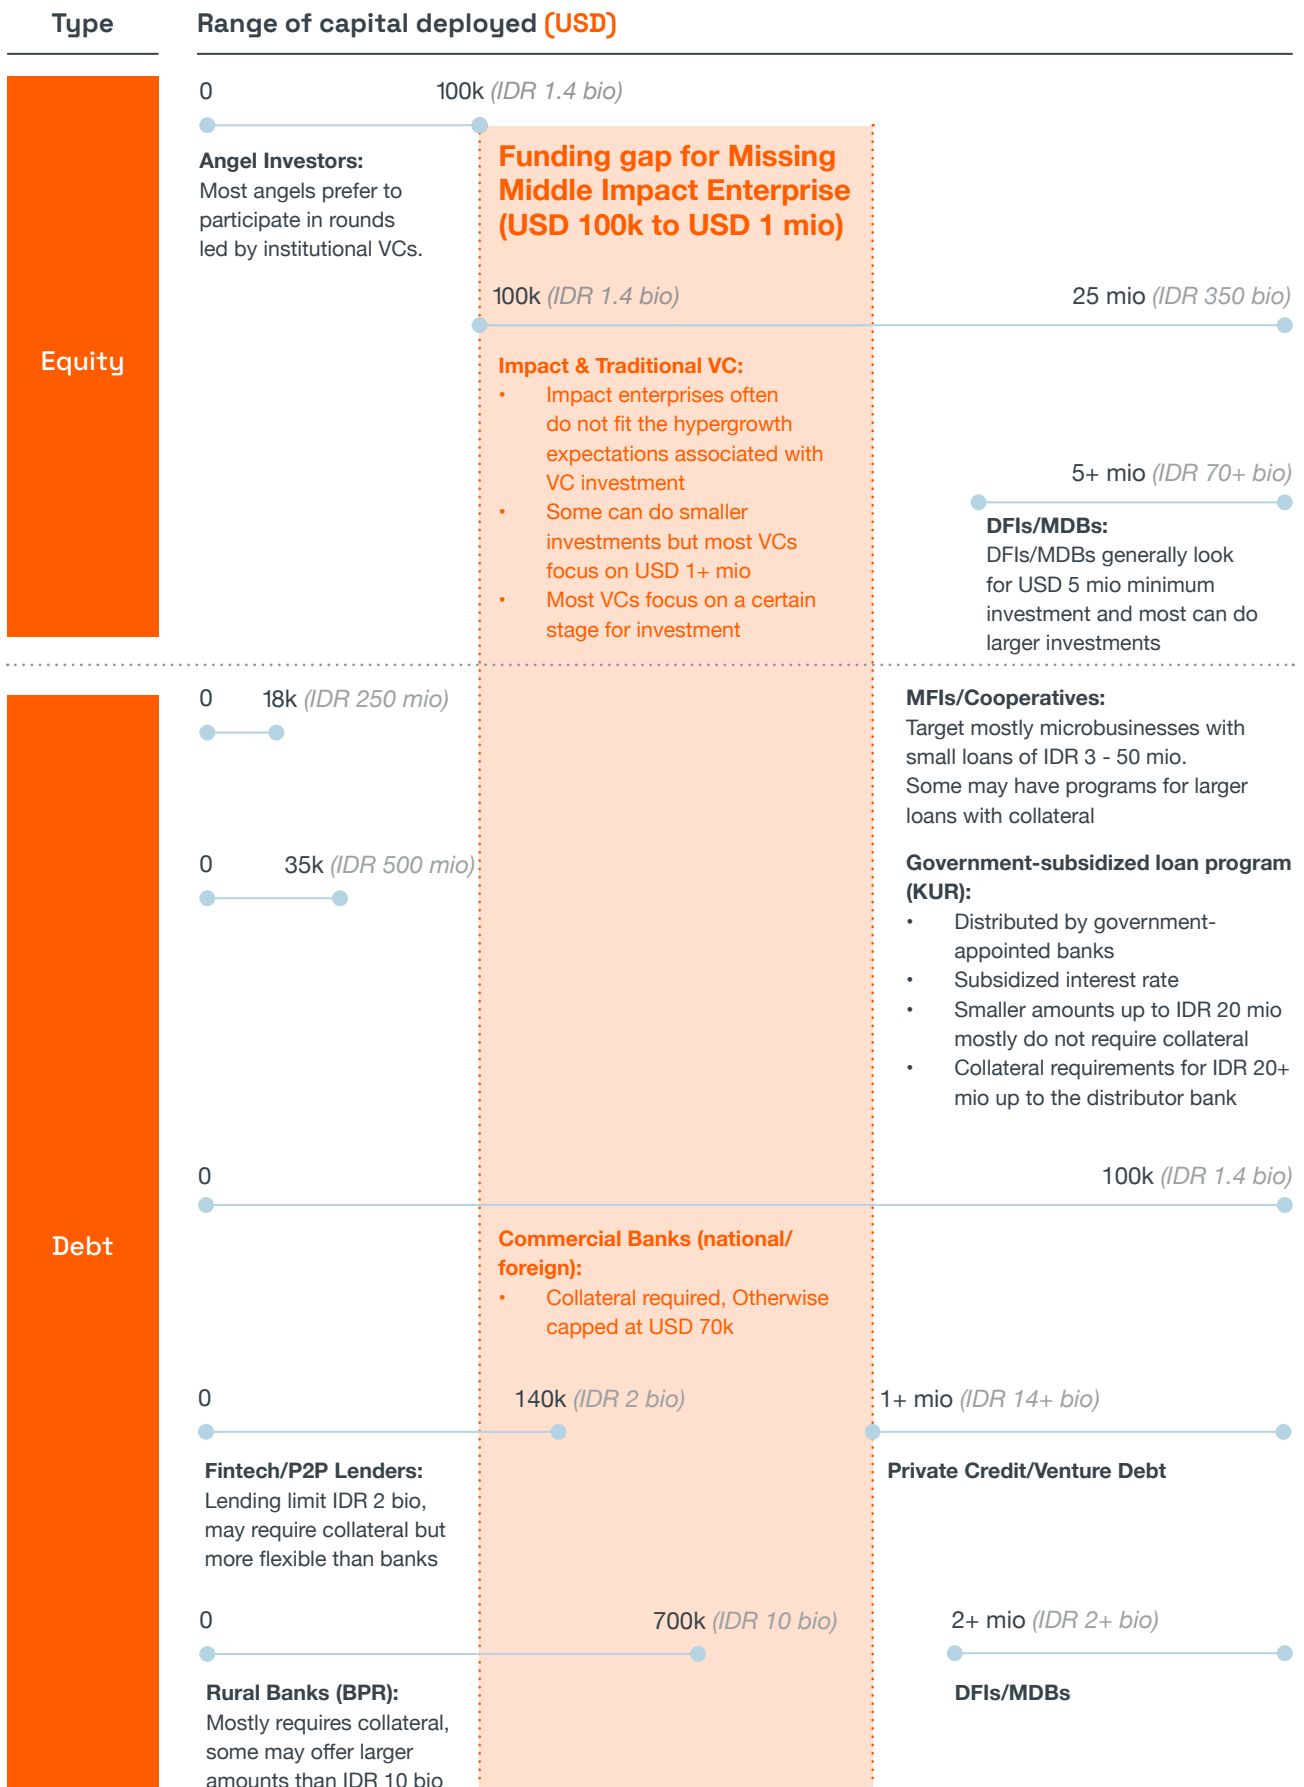 Type
Range of capital deployed (USD)
Equity
0
100k (IDR 1.4 bio)
Angel Investors:
Most angels prefer to
participate in rounds
led by institutional VCs.
Funding gap for Missing
Middle Impact Enterprise
(USD 100k to USD 1 mio)
100k (IDR 1.4 bio)
25 mio (IDR 350 bio)
Impact & Traditional VC:
• Impact enterprises often
do not fit the hypergrowth
expectations associated with
VC investment
• Some can do smaller
investments but most VCs
focus on USD 1+ mio
• Most VCs focus on a certain
stage for investment
5+ mio (IDR 70+ bio)
DFIs/MDBs:
DFIs/MDBs generally look
for USD 5 mio minimum
investment and most can do
larger investments
Debt
0
18k (IDR 250 mio)
MFIs/Cooperatives:
Target mostly microbusinesses with
small loans of IDR 3 - 50 mio.
Some may have programs for larger
loans with collateral
0
35k (IDR 500 mio)
Government-subsidized loan program
(KUR):
• Distributed by government-
appointed banks
• Subsidized interest rate
• Smaller amounts up to IDR 20 mio
mostly do not require collateral
• Collateral requirements for IDR 20+
mio up to the distributor bank
0
100k (IDR 1.4 bio)
Commercial Banks (national/
foreign):
• Collateral required, Otherwise
capped at USD 70k
0
140k (IDR 2 bio)
Fintech/P2P Lenders:
Lending limit IDR 2 bio,
may require collateral but
more flexible than banks
1+ mio (IDR 14+ bio)
Private Credit/Venture Debt
0
700k (IDR 10 bio)
Rural Banks (BPR):
Mostly requires collateral,
some may offer larger
amounts than IDR 10 bio
2+ mio (IDR 2+ bio)
DFIs/MDBs